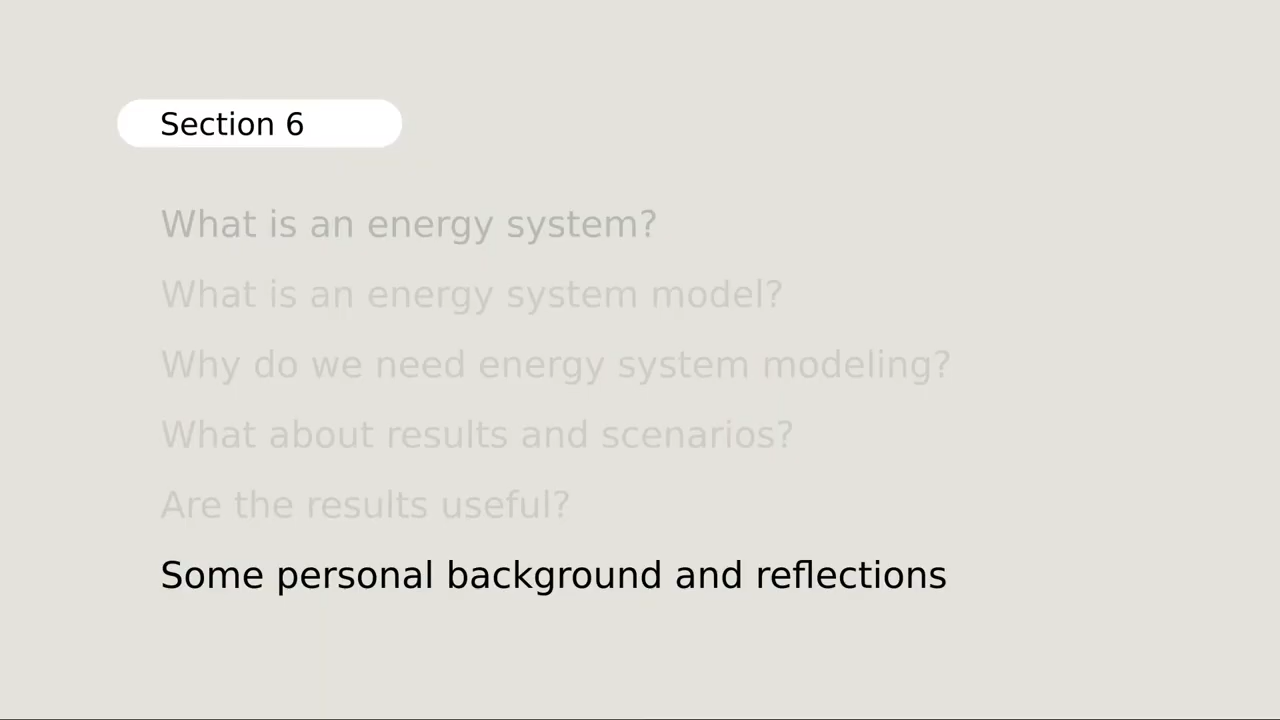 Section 6
What is an energy system?
What is an energy system model?
Why do we need energy system modeling?
What about results and scenarios?
Are the results useful?
Some personal background and reflections